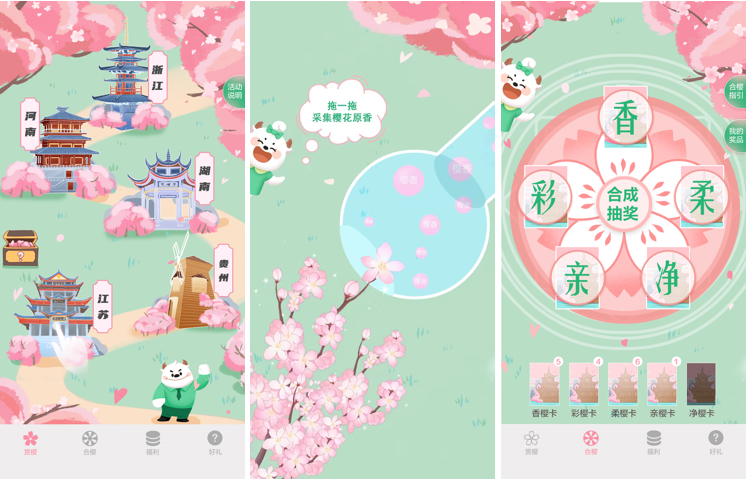 浙江
活动
说明
河南
湖南
贵州
江苏
赏樱
合樱
福利
好礼
拖一拖
采集樱花原香
合樱
指引
我的
奖品
香
彩
柔
合成
抽奖
亲
净
5
4
6
1
香樱卡
彩樱卡
柔樱卡
亲樱卡
净樱卡
赏樱
合樱
福利
好礼